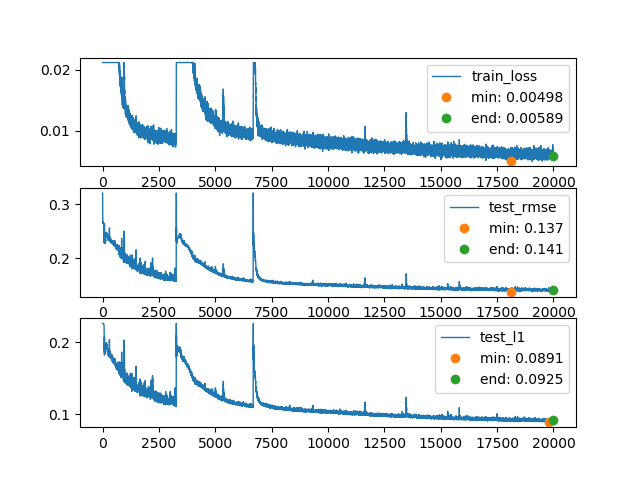 0.02
0.01
train_loss
min: 0.00498
end: 0.00589
0 2500 5000 7500 10000 12500 15000 17500 20000
0.3
0.2
test_rmse
min: 0.137
end: 0.141
0 2500 5000 7500 10000 12500 15000 17500 20000
0.2
0.1
test_l1
min: 0.0891
end: 0.0925
0 2500 5000 7500 10000 12500 15000 17500 20000